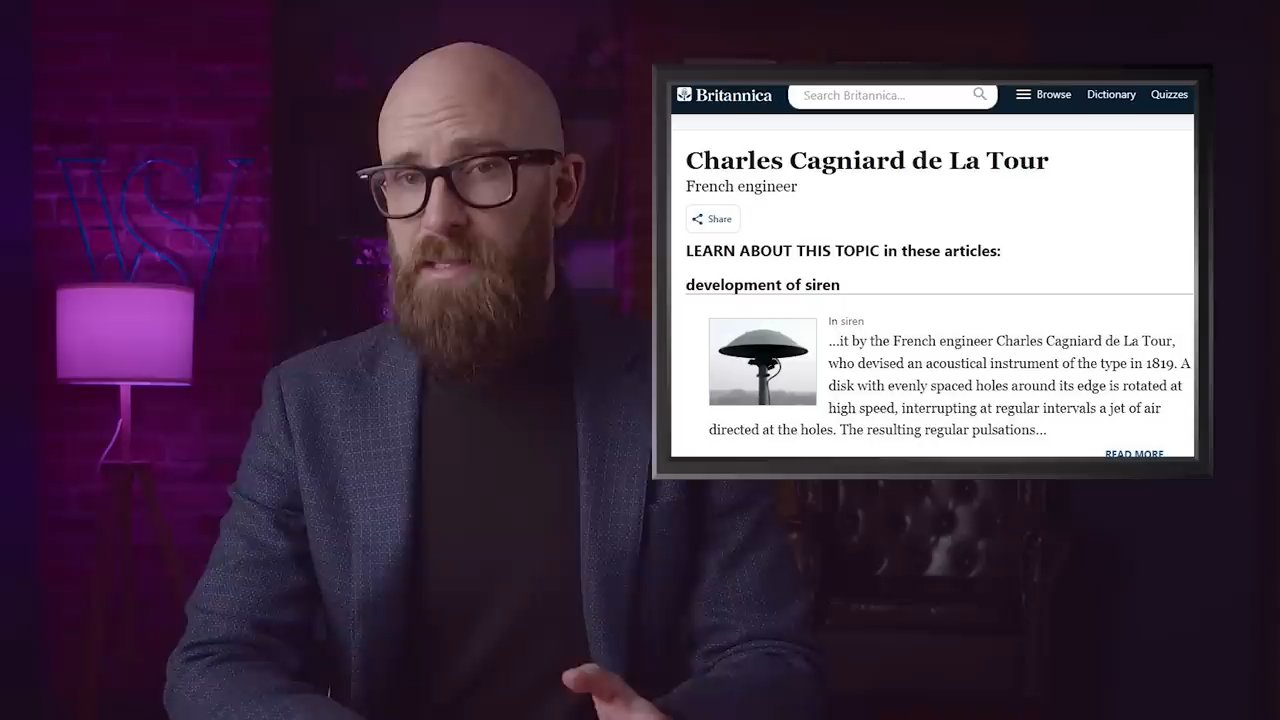 Britannica
Search Britannica...
Browse
Dictionary
Quizzes
Charles Cagniard de La Tour
French engineer
Share
LEARN ABOUT THIS TOPIC in these articles:
development of siren
In siren
...it by the French engineer Charles Cagniard de La Tour,
who devised an acoustical instrument of the type in 1819. A
disk with evenly spaced holes around its edge is rotated at
high speed, interrupting at regular intervals a jet of air
directed at the holes. The resulting regular pulsations...
READ MORE